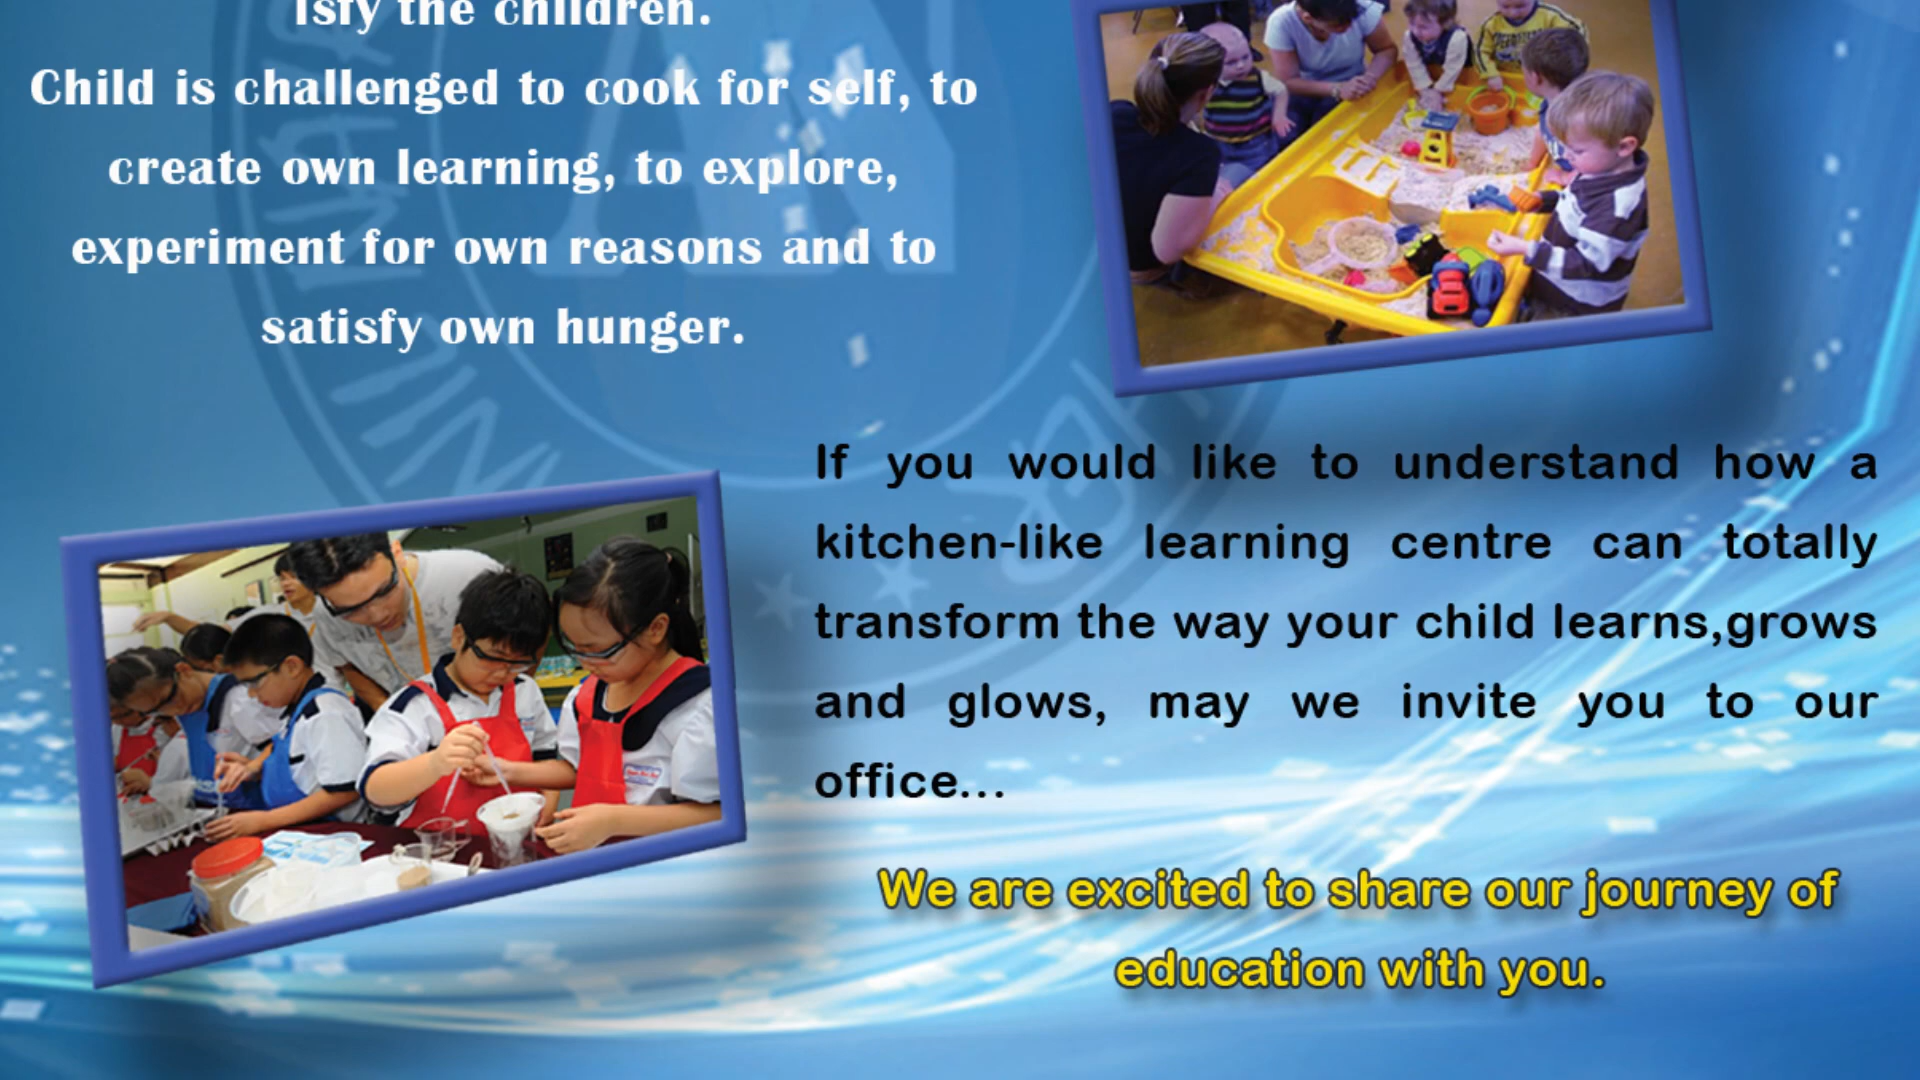 isfy the children.
Child is challenged to cook for self, to
create own learning, to explore,
experiment for own reasons and to
satisfy own hunger.
If you would like to understand how a
kitchen-like learning centre can totally
transform the way your child learns,grows
and glows, may we invite you to our
office...
We are excited to share our journey of
education with you.